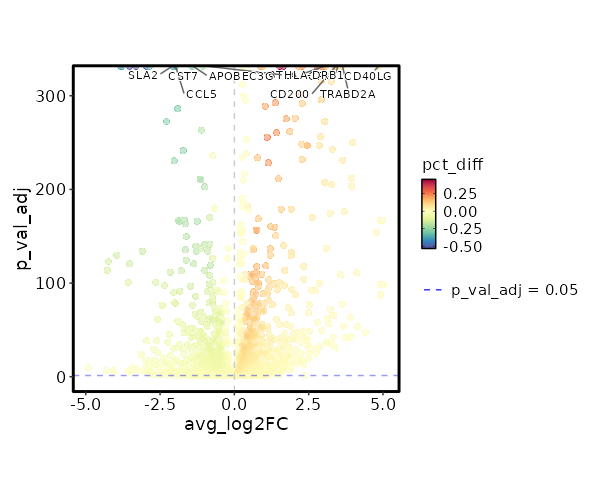 SLA2 CST7 APOBEC3G CD40LG
CCL5 CD200 TRABD2A
300
200
100
0
p_val_adj
-5.0 -2.5 0.0 2.5 5.0
avg_log2FC
pct_diff
0.25
0.00
-0.25
-0.50
p_val_adj = 0.05